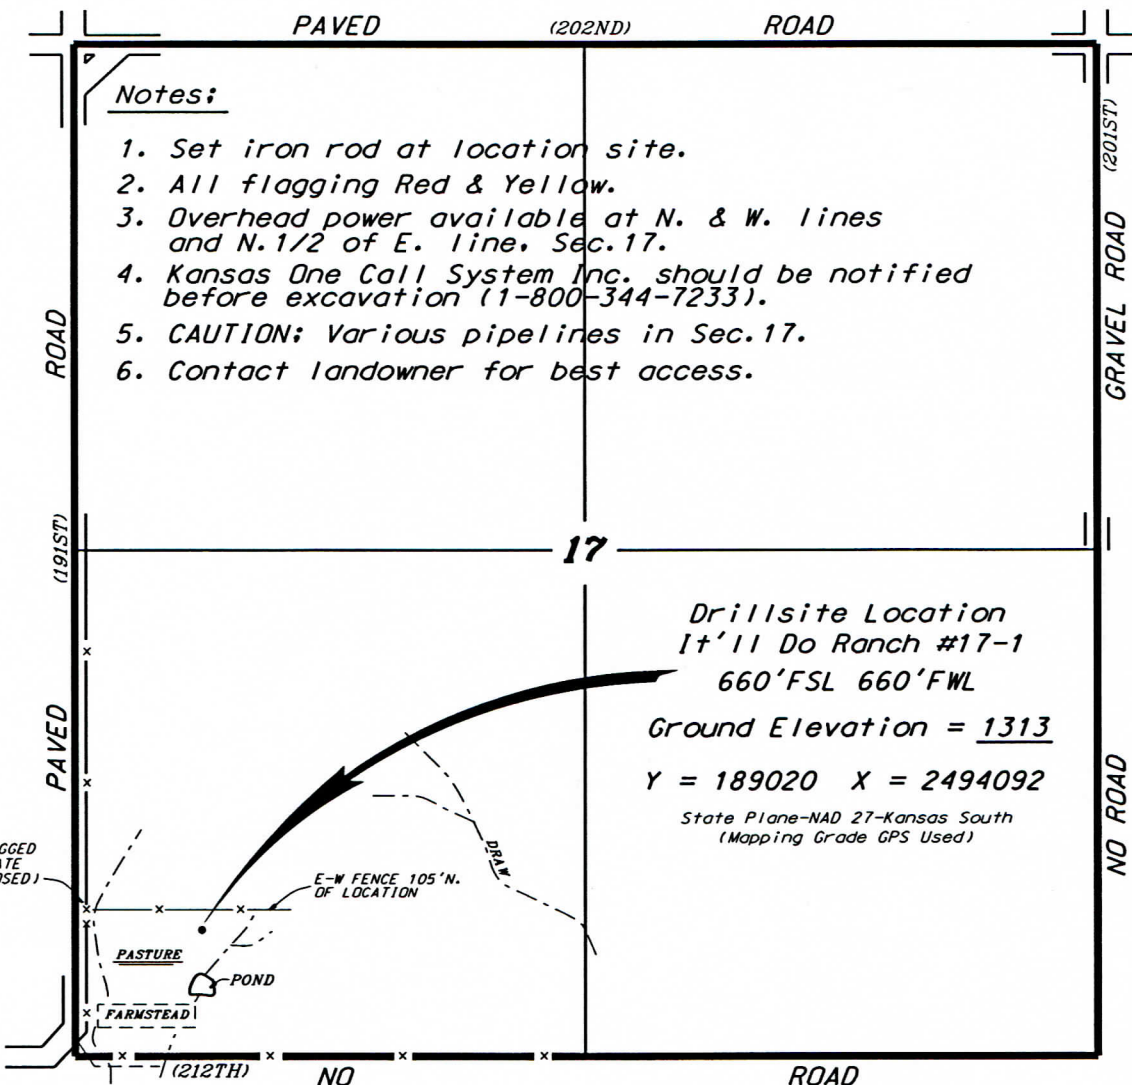 PAVED (202ND) ROAD
Notes:
1. Set iron rod at location site.
2. All flagging Red & Yellow.
3. Overhead power available at N. & W. lines
and N.1/2 of E. line, Sec.17.
4. Kansas One Call System Inc. should be notified
before excavation (1-800-344-7233).
5. CAUTION: Various pipelines in Sec.17.
6. Contact landowner for best access.
(201ST)
GRAVEL ROAD
ROAD
(191ST)
PAVED
17
Drillsite Location
It'll Do Ranch #17-1
660'FSL 660'FWL
Ground Elevation = 1313
Y = 189020 X = 2494092
State Plane-NAD 27-Kansas South
(Mapping Grade GPS Used)
NO ROAD
DRAW
E-W FENCE 105'N.
OF LOCATION
PASTURE
POND
FARMSTEAD
(212TH) NO ROAD